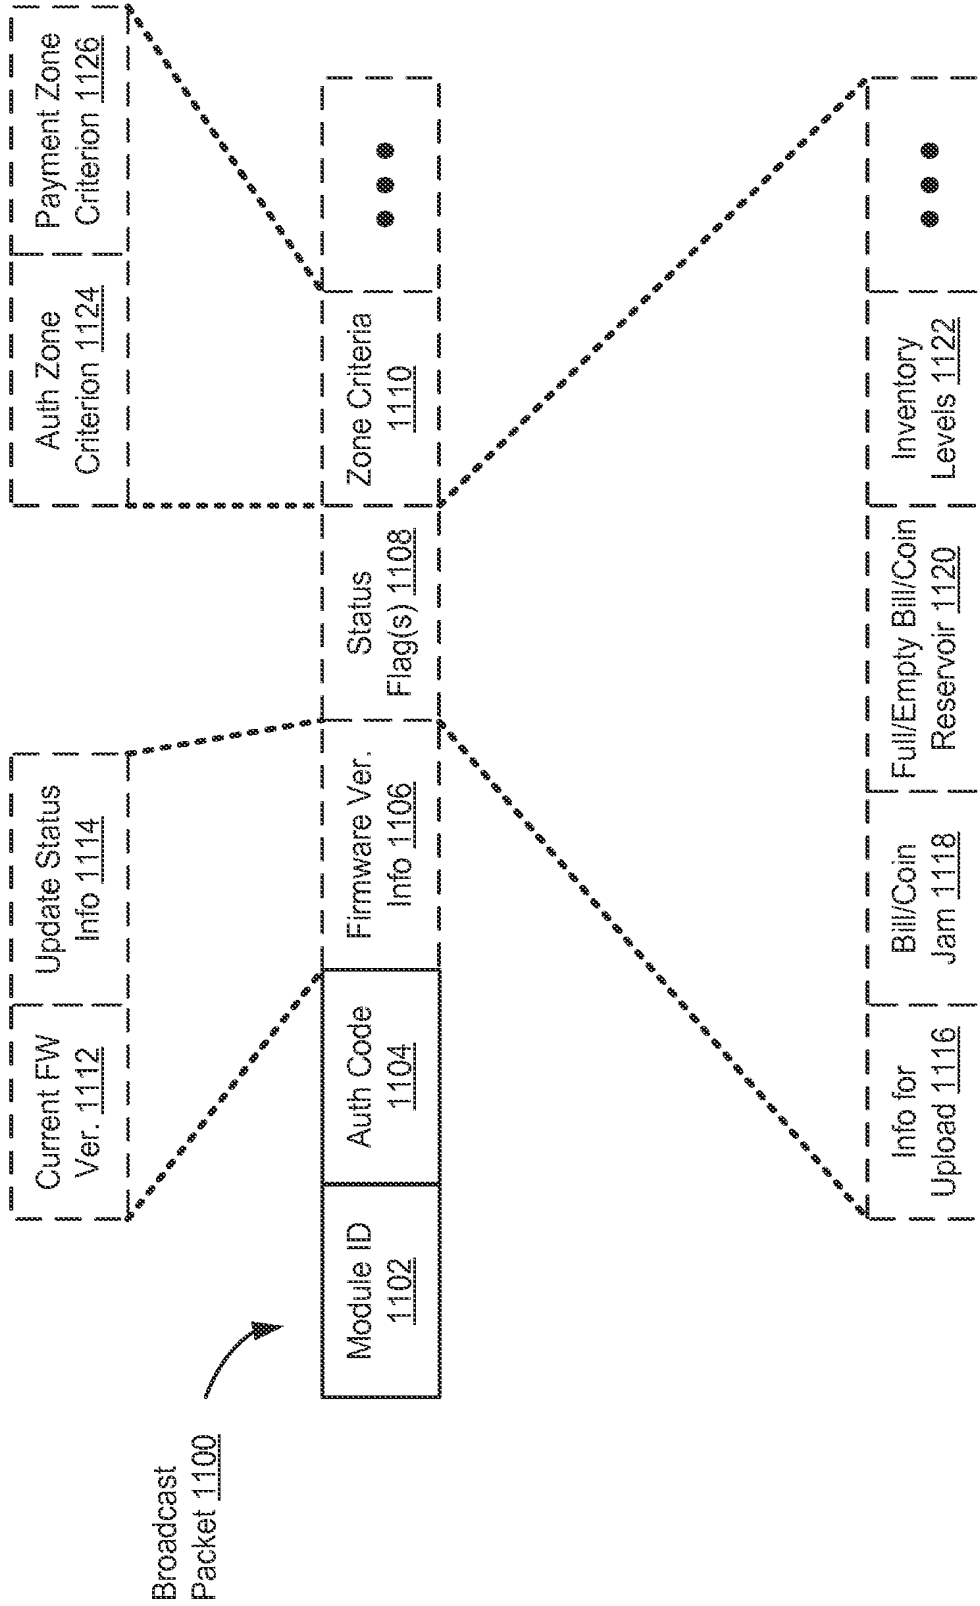 Current FW
Ver. 1112
Update Status
Info 1114
Auth Zone
Criterion 1124
Payment Zone
Criterion 1126
Broadcast
Packet 1100
Module ID
1102
Auth Code
1104
Firmware Ver.
Info 1106
Status
Flag(s) 1108
Zone Criteria
1110
Info for
Upload 1116
Bill/Coin
Jam 1118
Full/Empty Bill/Coin
Reservoir 1120
Inventory
Levels 1122